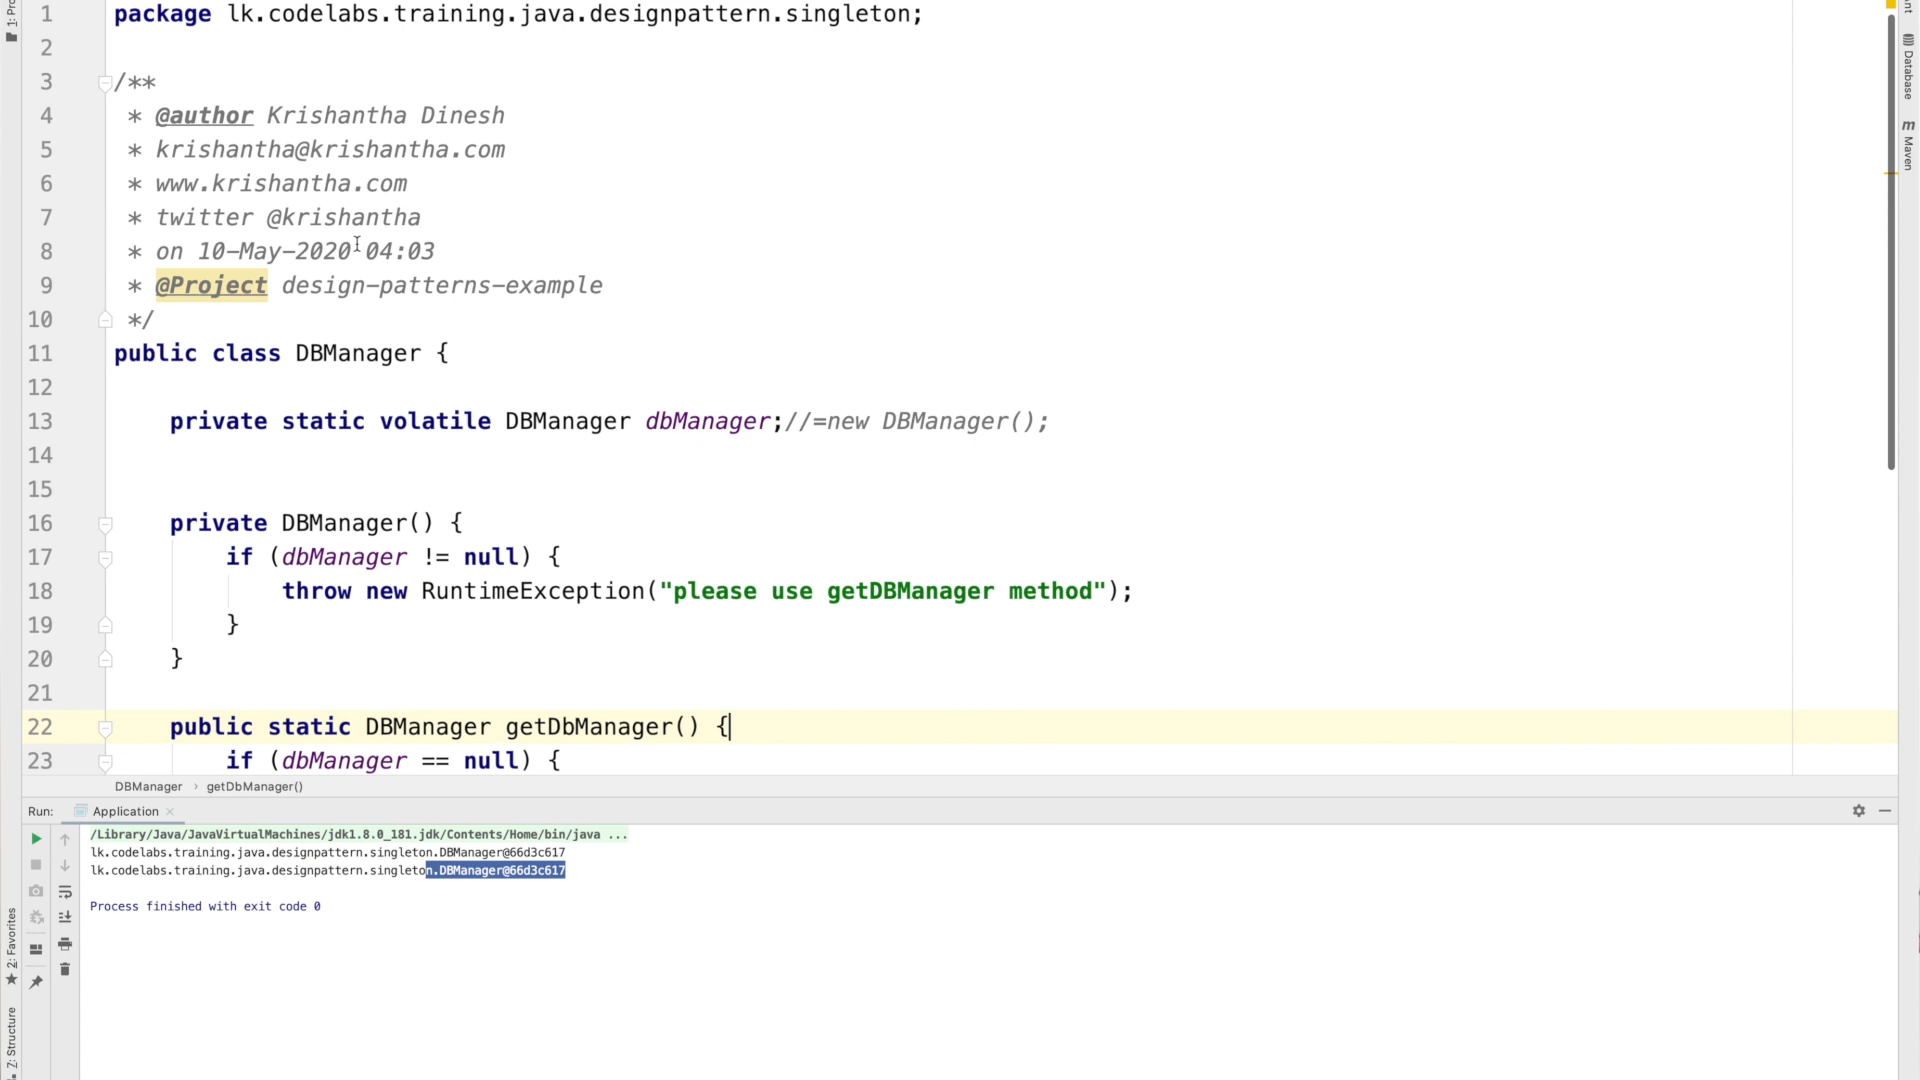 1 package lk.codelabs.training.java.designpattern.singleton;
2
3 /**
4 * @author Krishantha Dinesh
5 * krishantha@krishantha.com
6 * www.krishantha.com
7 * twitter @krishantha
8 * on 10-May-2020 04:03
9 * @Project design-patterns-example
10 */
11 public class DBManager {
12
13 private static volatile DBManager dbManager;//=new DBManager();
14
15
16 private DBManager() {
17 if (dbManager != null) {
18 throw new RuntimeException("please use getDBManager method");
19 }
20 }
21
22 public static DBManager getDbManager() {
23 if (dbManager == null) {
DBManager › getDbManager()
Run: Application
/Library/Java/JavaVirtualMachines/jdk1.8.0_181.jdk/Contents/Home/bin/java ...
lk.codelabs.training.java.designpattern.singleton.DBManager@66d3c617
lk.codelabs.training.java.designpattern.singleton.DBManager@66d3c617
Process finished with exit code 0
2: Favorites
Z: Structure
Database
m Maven